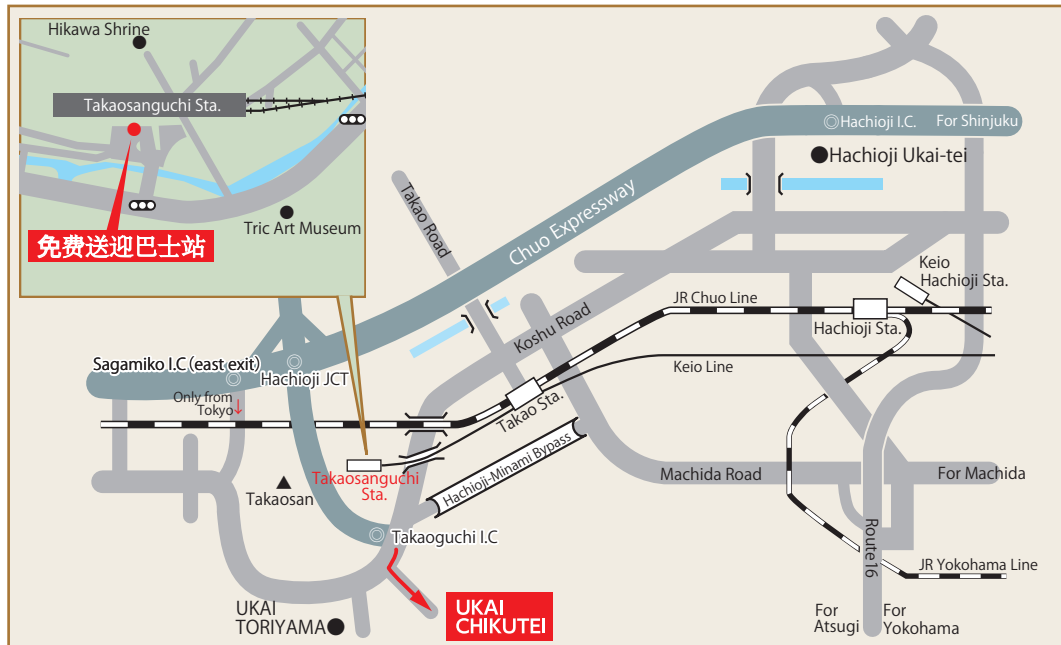 Hikawa Shrine
Takaosanguchi Sta.
Tric Art Museum
免费送迎巴士站
Takao Road
Chuo Expressway
Hachioji I.C.
For Shinjuku
Hachioji Ukai-tei
Keio
Hachioji Sta.
JR Chuo Line
Hachioji Sta.
Koshu Road
Keio Line
Sagamiko I.C (east exit)
Hachioji JCT
Only from
Tokyo↓
Takao Sta.
Hachioji-Minami Bypass
Takaosanguchi
Sta.
Takaosan
Machida Road
For Machida
Takaoguchi I.C
Route16
JR Yokohama Line
UKAI
TORIYAMA
UKAI
CHIKUTEI
For
Atsugi
For
Yokohama